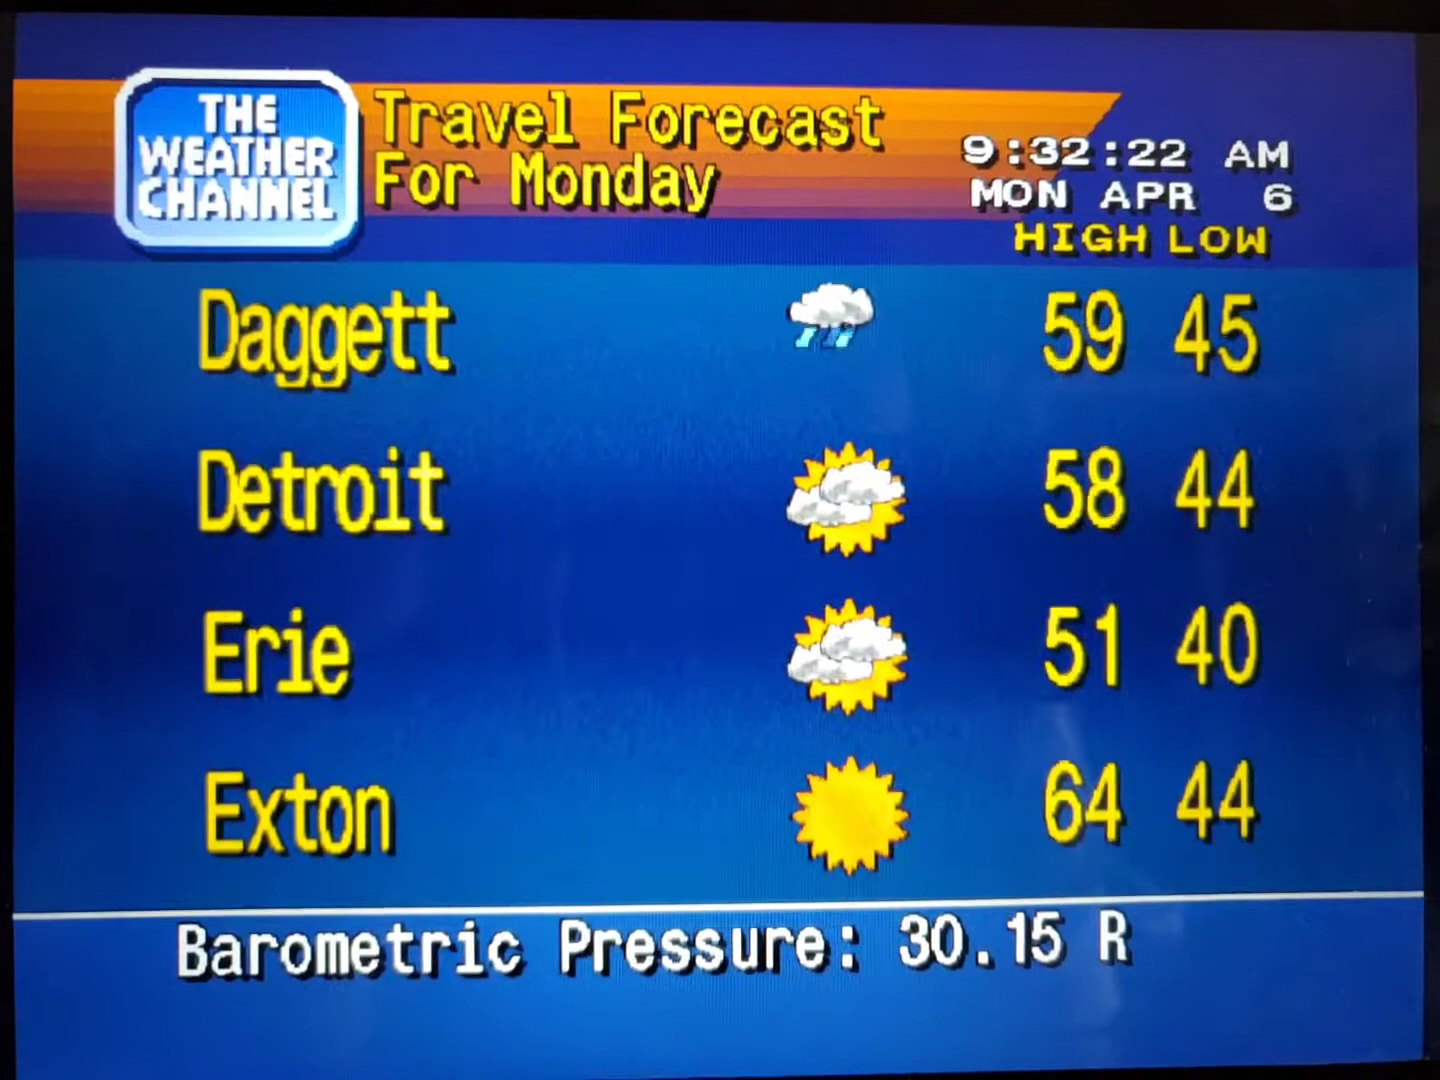 THE
WEATHER
CHANNEL
Travel Forecast
For Monday
9:32:22 AM
MON APR 6
HIGH LOW
Daggett 59 45
Detroit 58 44
Erie 51 40
Exton 64 44
Barometric Pressure: 30.15 R